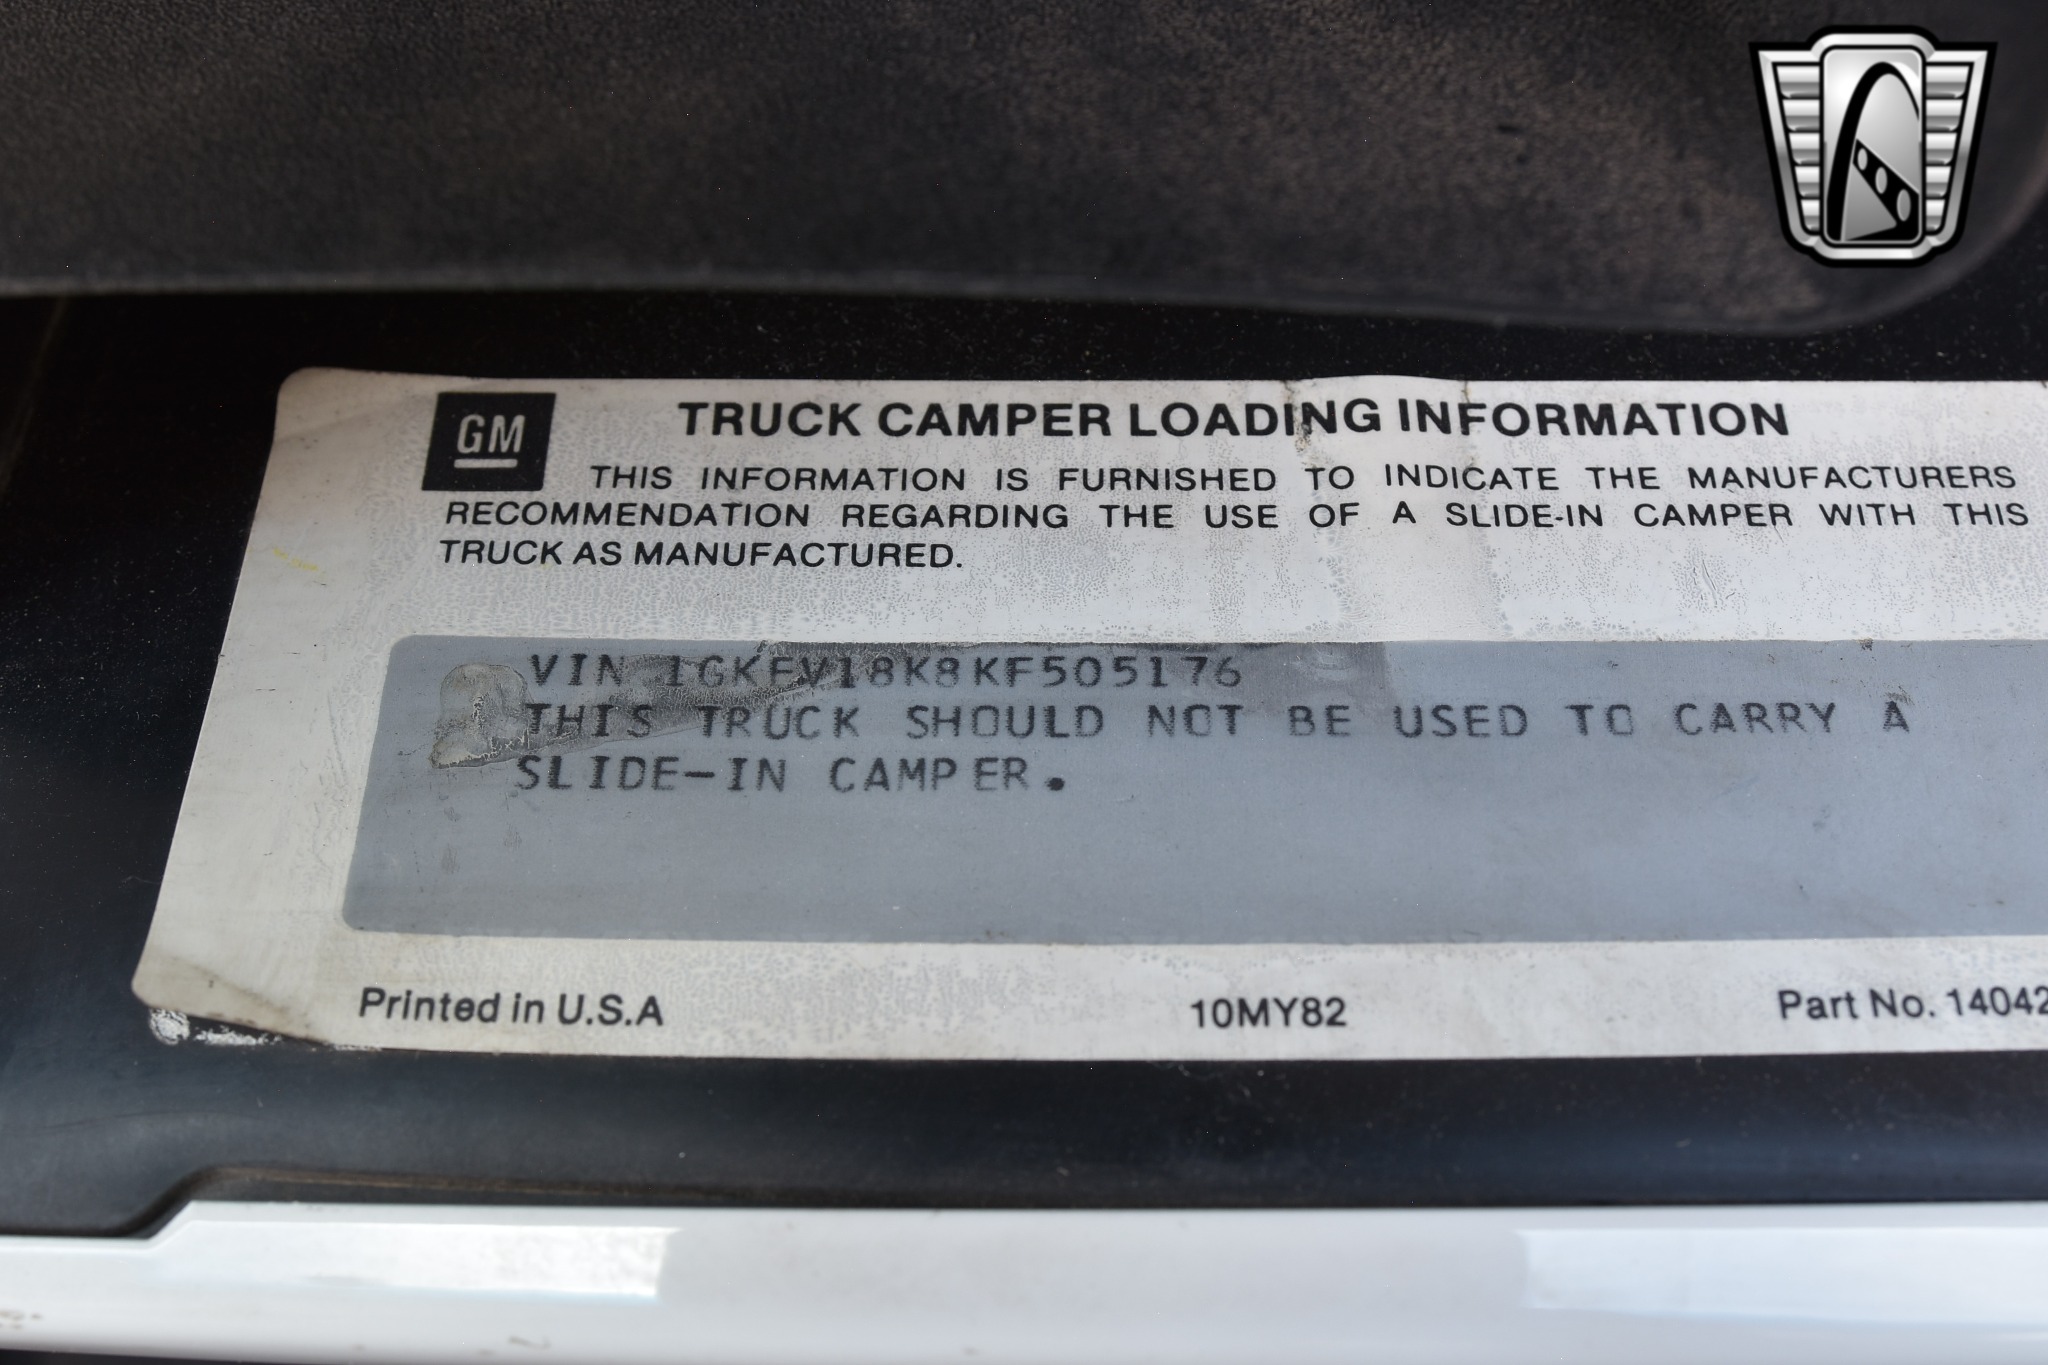 GM
TRUCK CAMPER LOADING INFORMATION
THIS INFORMATION IS FURNISHED TO INDICATE THE MANUFACTURERS
RECOMMENDATION REGARDING THE USE OF A SLIDE-IN CAMPER WITH THIS
TRUCK AS MANUFACTURED.
VIN 1GKEV18K8KF505176
THIS TRUCK SHOULD NOT BE USED TO CARRY A
SLIDE-IN CAMPER.
Printed in U.S.A 10MY82 Part No. 14042